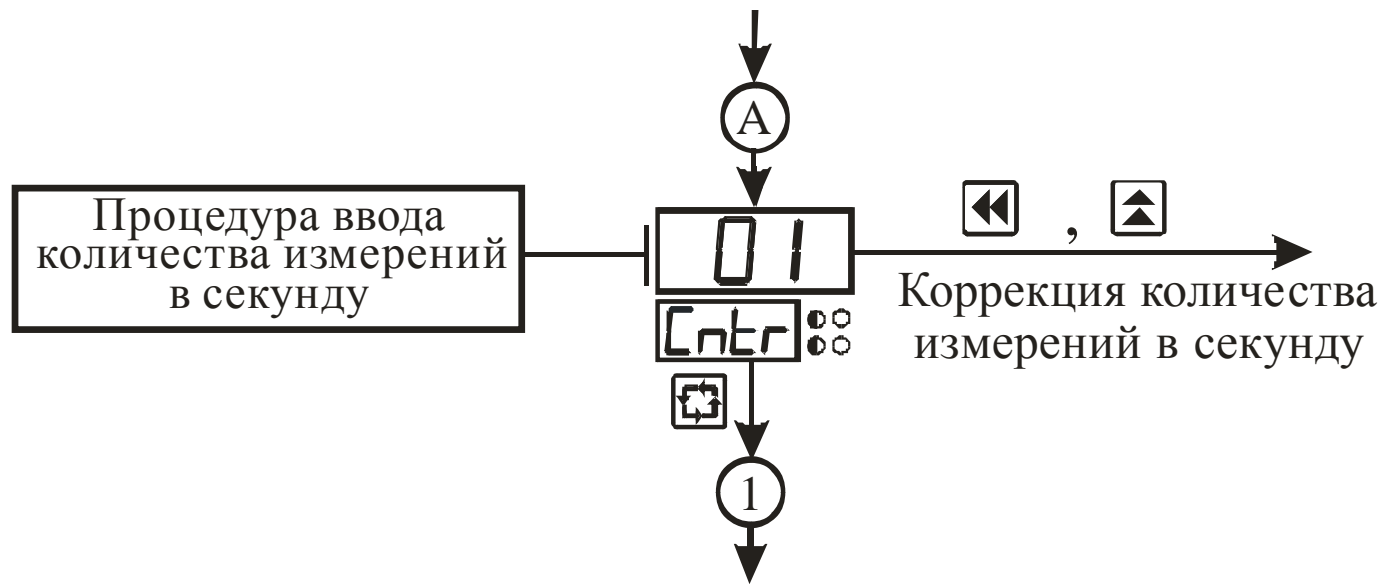 A
Процедура ввода
количества измерений
в секунду
01
,
Коррекция количества
измерений в секунду
Cntr
1